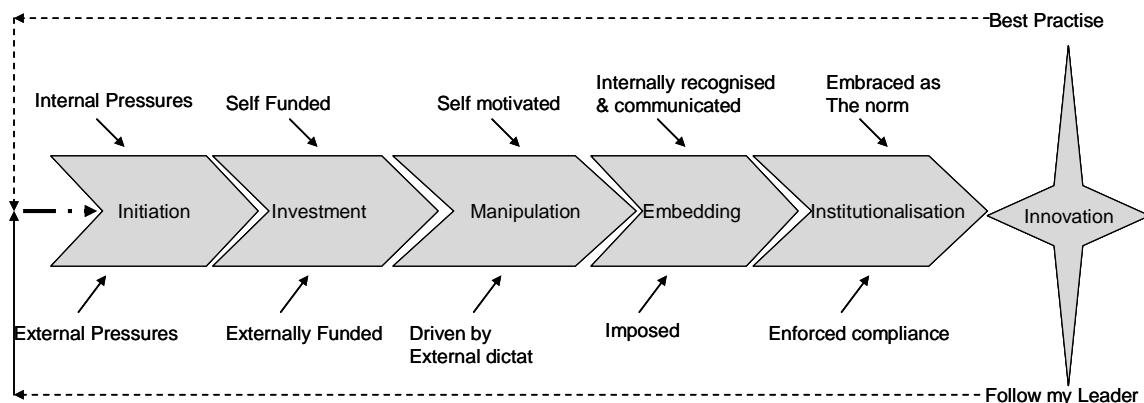 Best Practise
Internal Pressures
Self Funded
Self motivated
Internally recognised
& communicated
Embraced as
The norm
Initiation
Investment
Manipulation
Embedding
Institutionalisation
Innovation
External Pressures
Externally Funded
Driven by
External dictat
Imposed
Enforced compliance
Follow my Leader